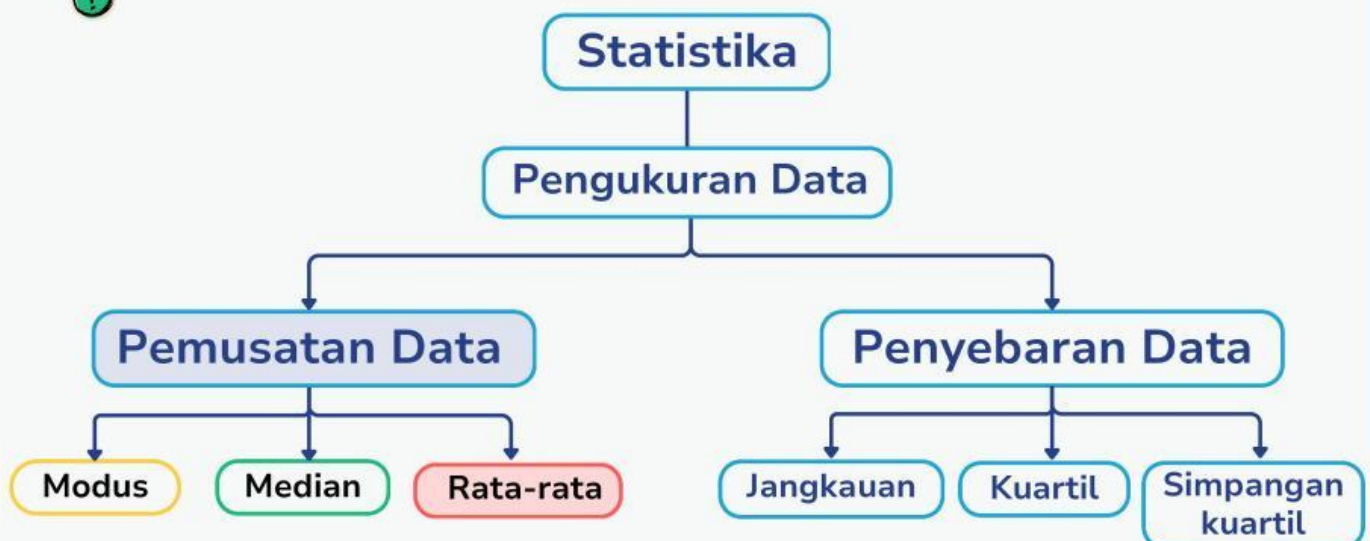 Statistika
Pengukuran Data
Pemusatan Data
Penyebaran Data
Modus
Median
Rata-rata
Jangkauan
Kuartil
Simpangan
kuartil